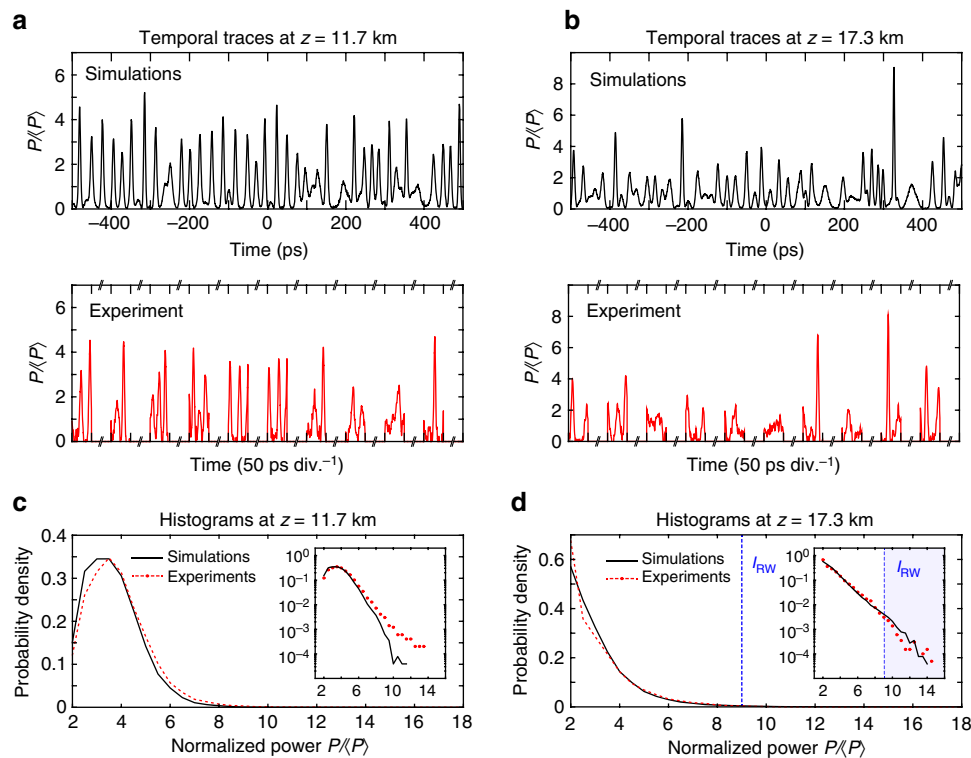 a
Temporal traces at z = 11.7 km
Simulations
P/⟨P⟩
6
4
2
0
−400 −200 0 200 400
Time (ps)
Experiment
P/⟨P⟩
6
4
2
0
Time (50 ps div.⁻¹)
b
Temporal traces at z = 17.3 km
Simulations
P/⟨P⟩
8
6
4
2
0
−400 −200 0 200 400
Time (ps)
Experiment
P/⟨P⟩
8
6
4
2
0
Time (50 ps div.⁻¹)
c
Histograms at z = 11.7 km
Probability density
0.4
0.3
0.2
0.1
0
Simulations
Experiments
10⁰
10⁻¹
10⁻²
10⁻³
10⁻⁴
2 6 10 14
2 4 6 8 10 12 14 16 18
Normalized power P/⟨P⟩
d
Histograms at z = 17.3 km
Probability density
0.6
0.4
0.2
0
Simulations
Experiments
I_RW
10⁰
10⁻¹
10⁻²
10⁻³
10⁻⁴
I_RW
2 6 10 14
2 4 6 8 10 12 14 16 18
Normalized power P/⟨P⟩